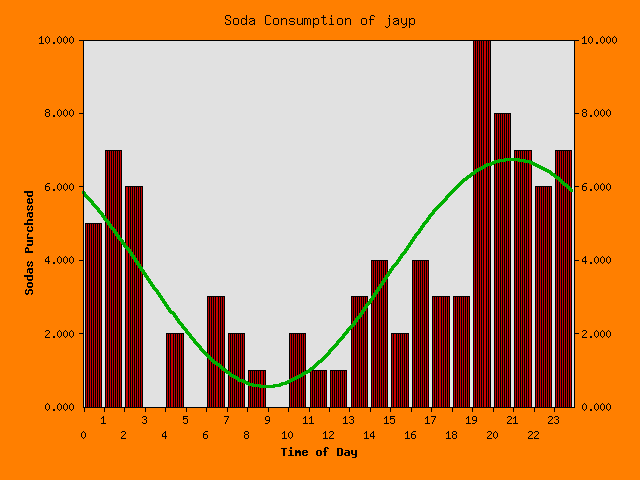 Soda Consumption of jayp
10.000 10.000
8.000 8.000
6.000 6.000
4.000 4.000
2.000 2.000
0.000 0.000
Sodas Purchased
1 3 5 7 9 11 13 15 17 19 21 23
0 2 4 6 8 10 12 14 16 18 20 22
Time of Day